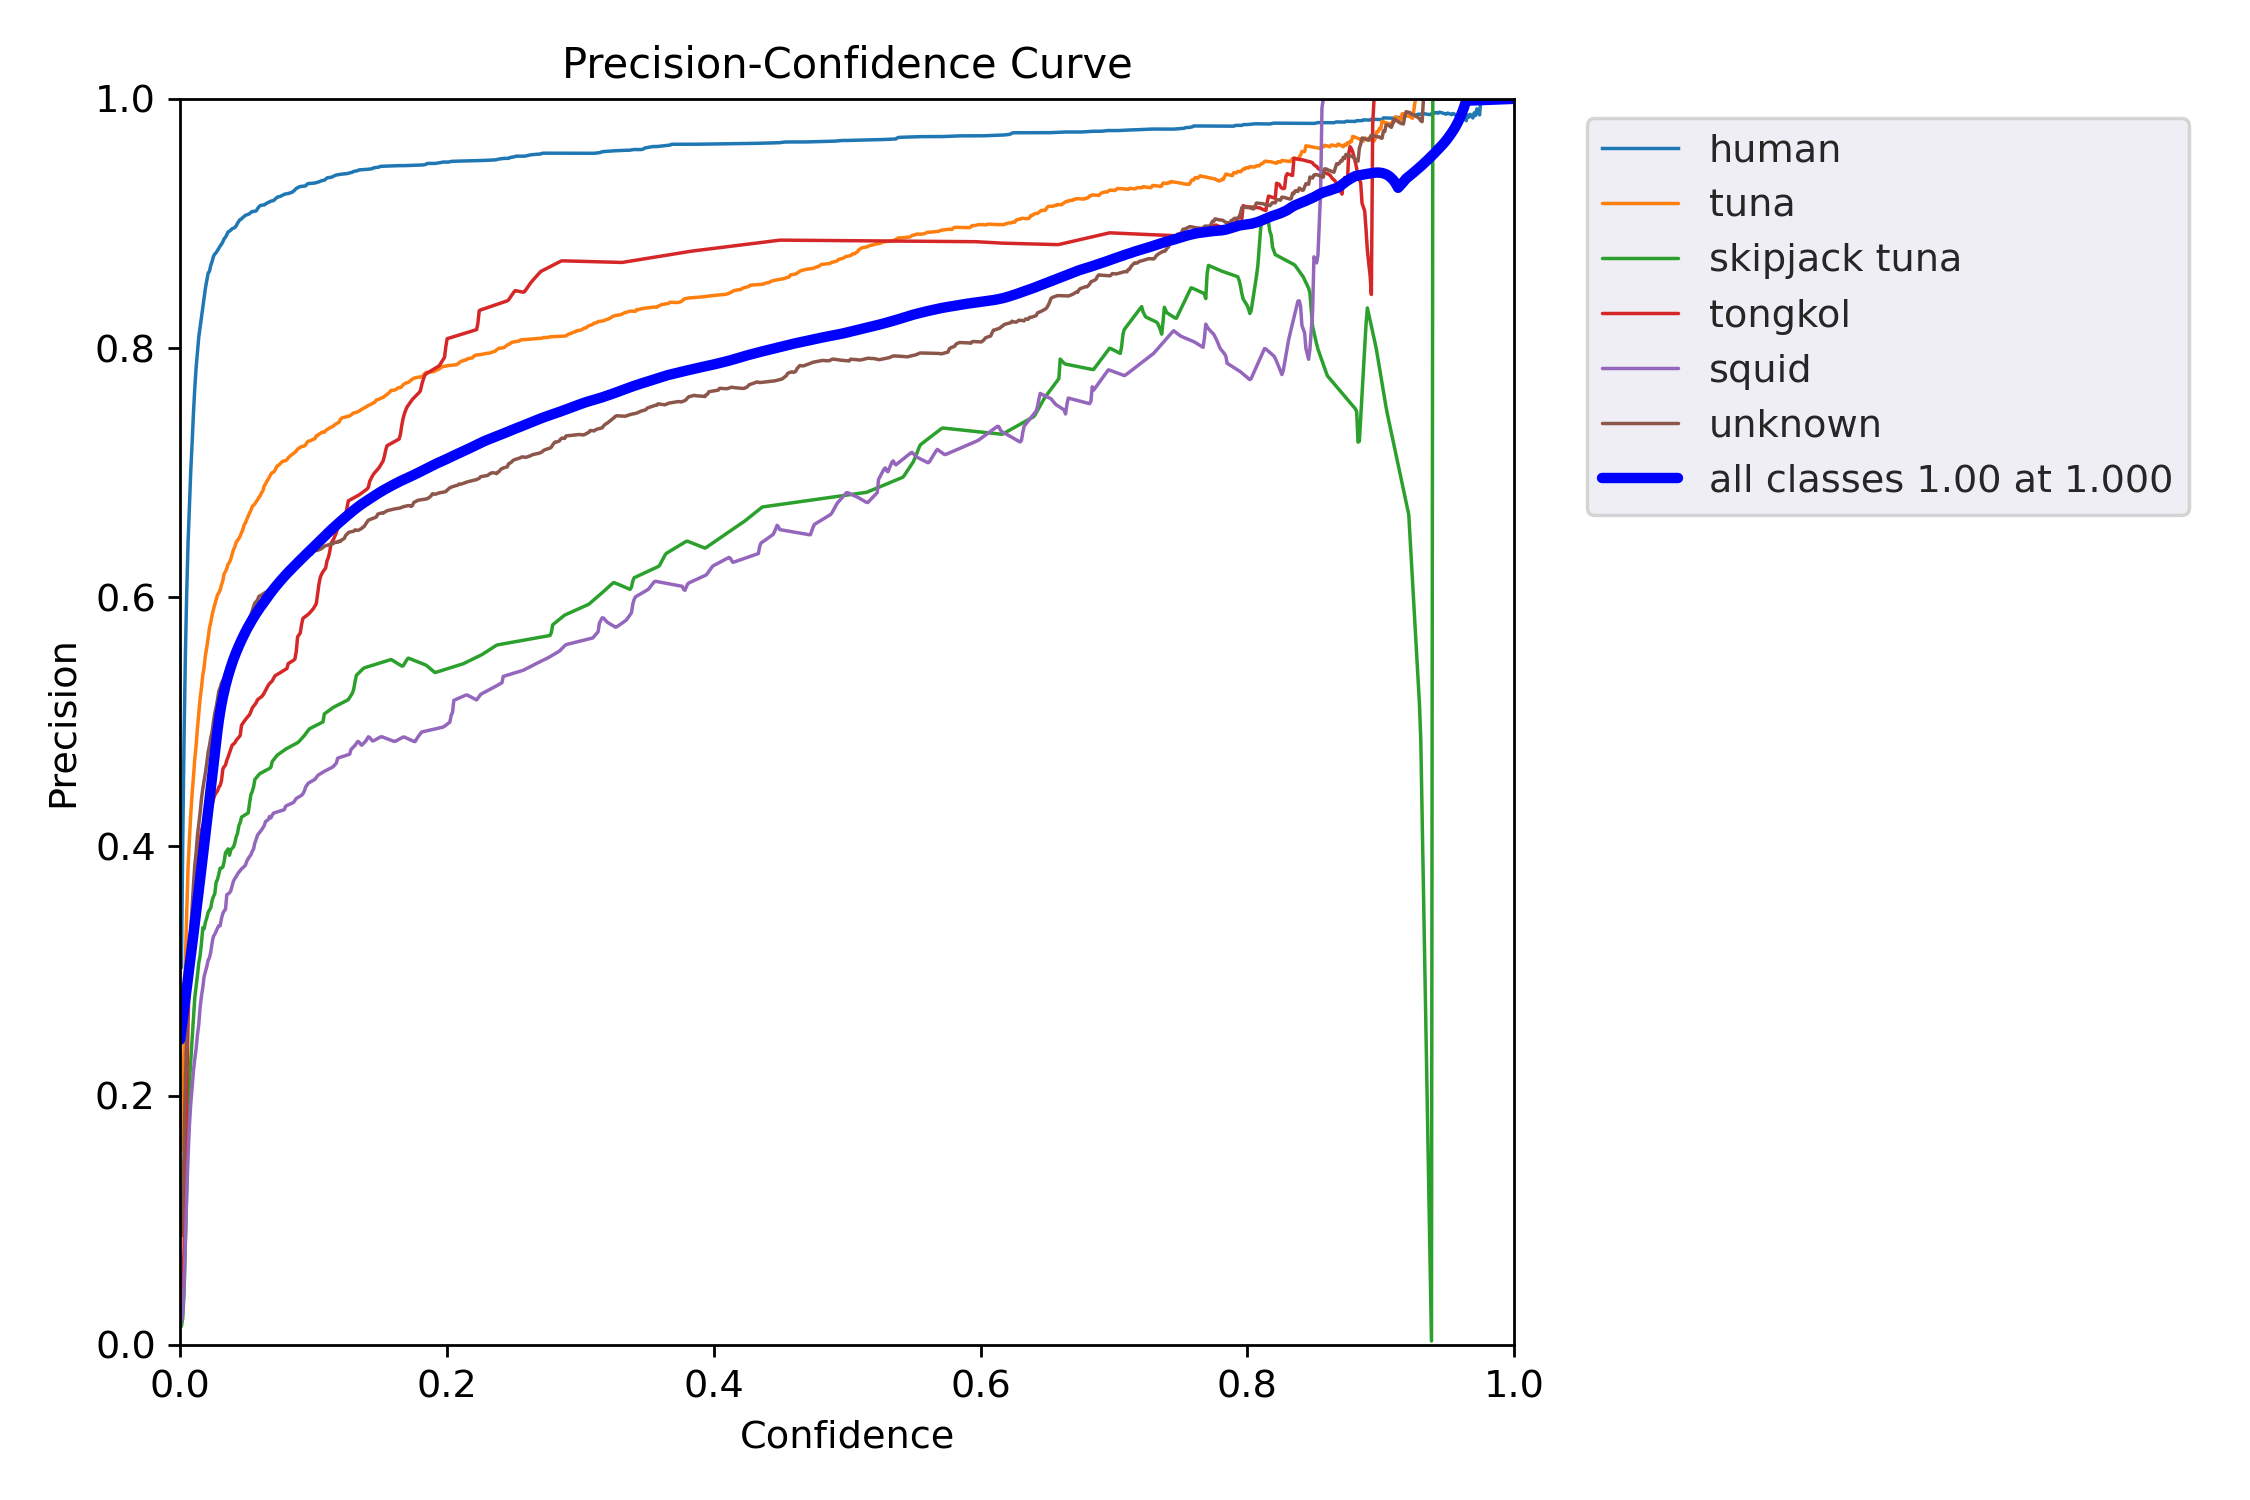 Precision-Confidence Curve
1.0
0.8
0.6
0.4
0.2
0.0
Precision
0.0 0.2 0.4 0.6 0.8 1.0
Confidence
human
tuna
skipjack tuna
tongkol
squid
unknown
all classes 1.00 at 1.000